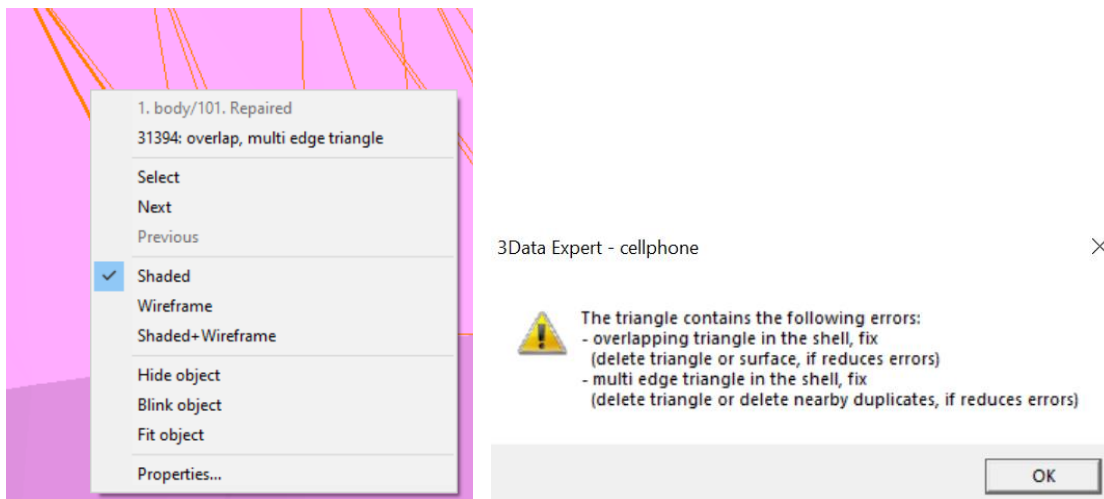 1. body/101. Repaired
31394: overlap, multi edge triangle
Select
Next
Previous
Shaded
Wireframe
Shaded+Wireframe
Hide object
Blink object
Fit object
Properties...
3Data Expert - cellphone
The triangle contains the following errors:
- overlapping triangle in the shell, fix
(delete triangle or surface, if reduces errors)
- multi edge triangle in the shell, fix
(delete triangle or delete nearby duplicates, if reduces errors)
OK